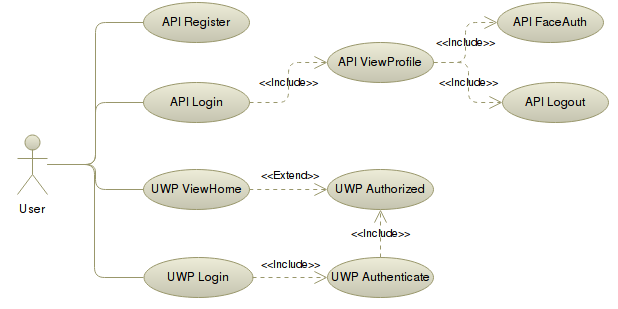 API Register
API FaceAuth
<<Include>>
API ViewProfile
<<Include>>
<<Include>>
API Login
API Logout
User
UWP ViewHome
<<Extend>>
UWP Authorized
<<Include>>
UWP Login
<<Include>>
UWP Authenticate